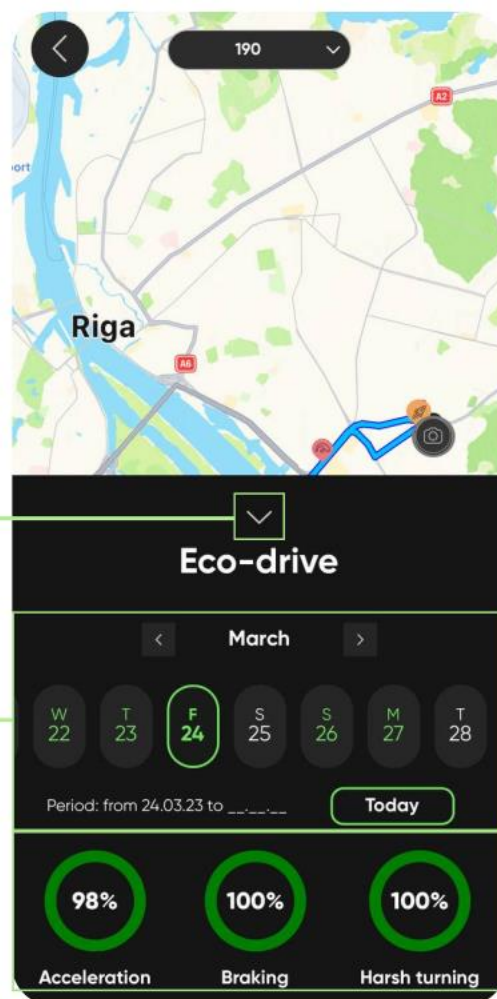 190
A2
ort
Riga
A6
Eco-drive
March
W T F S S M T
22 23 24 25 26 27 28
Period: from 24.03.23 to __.__.__
Today
98% 100% 100%
Acceleration Braking Harsh turning